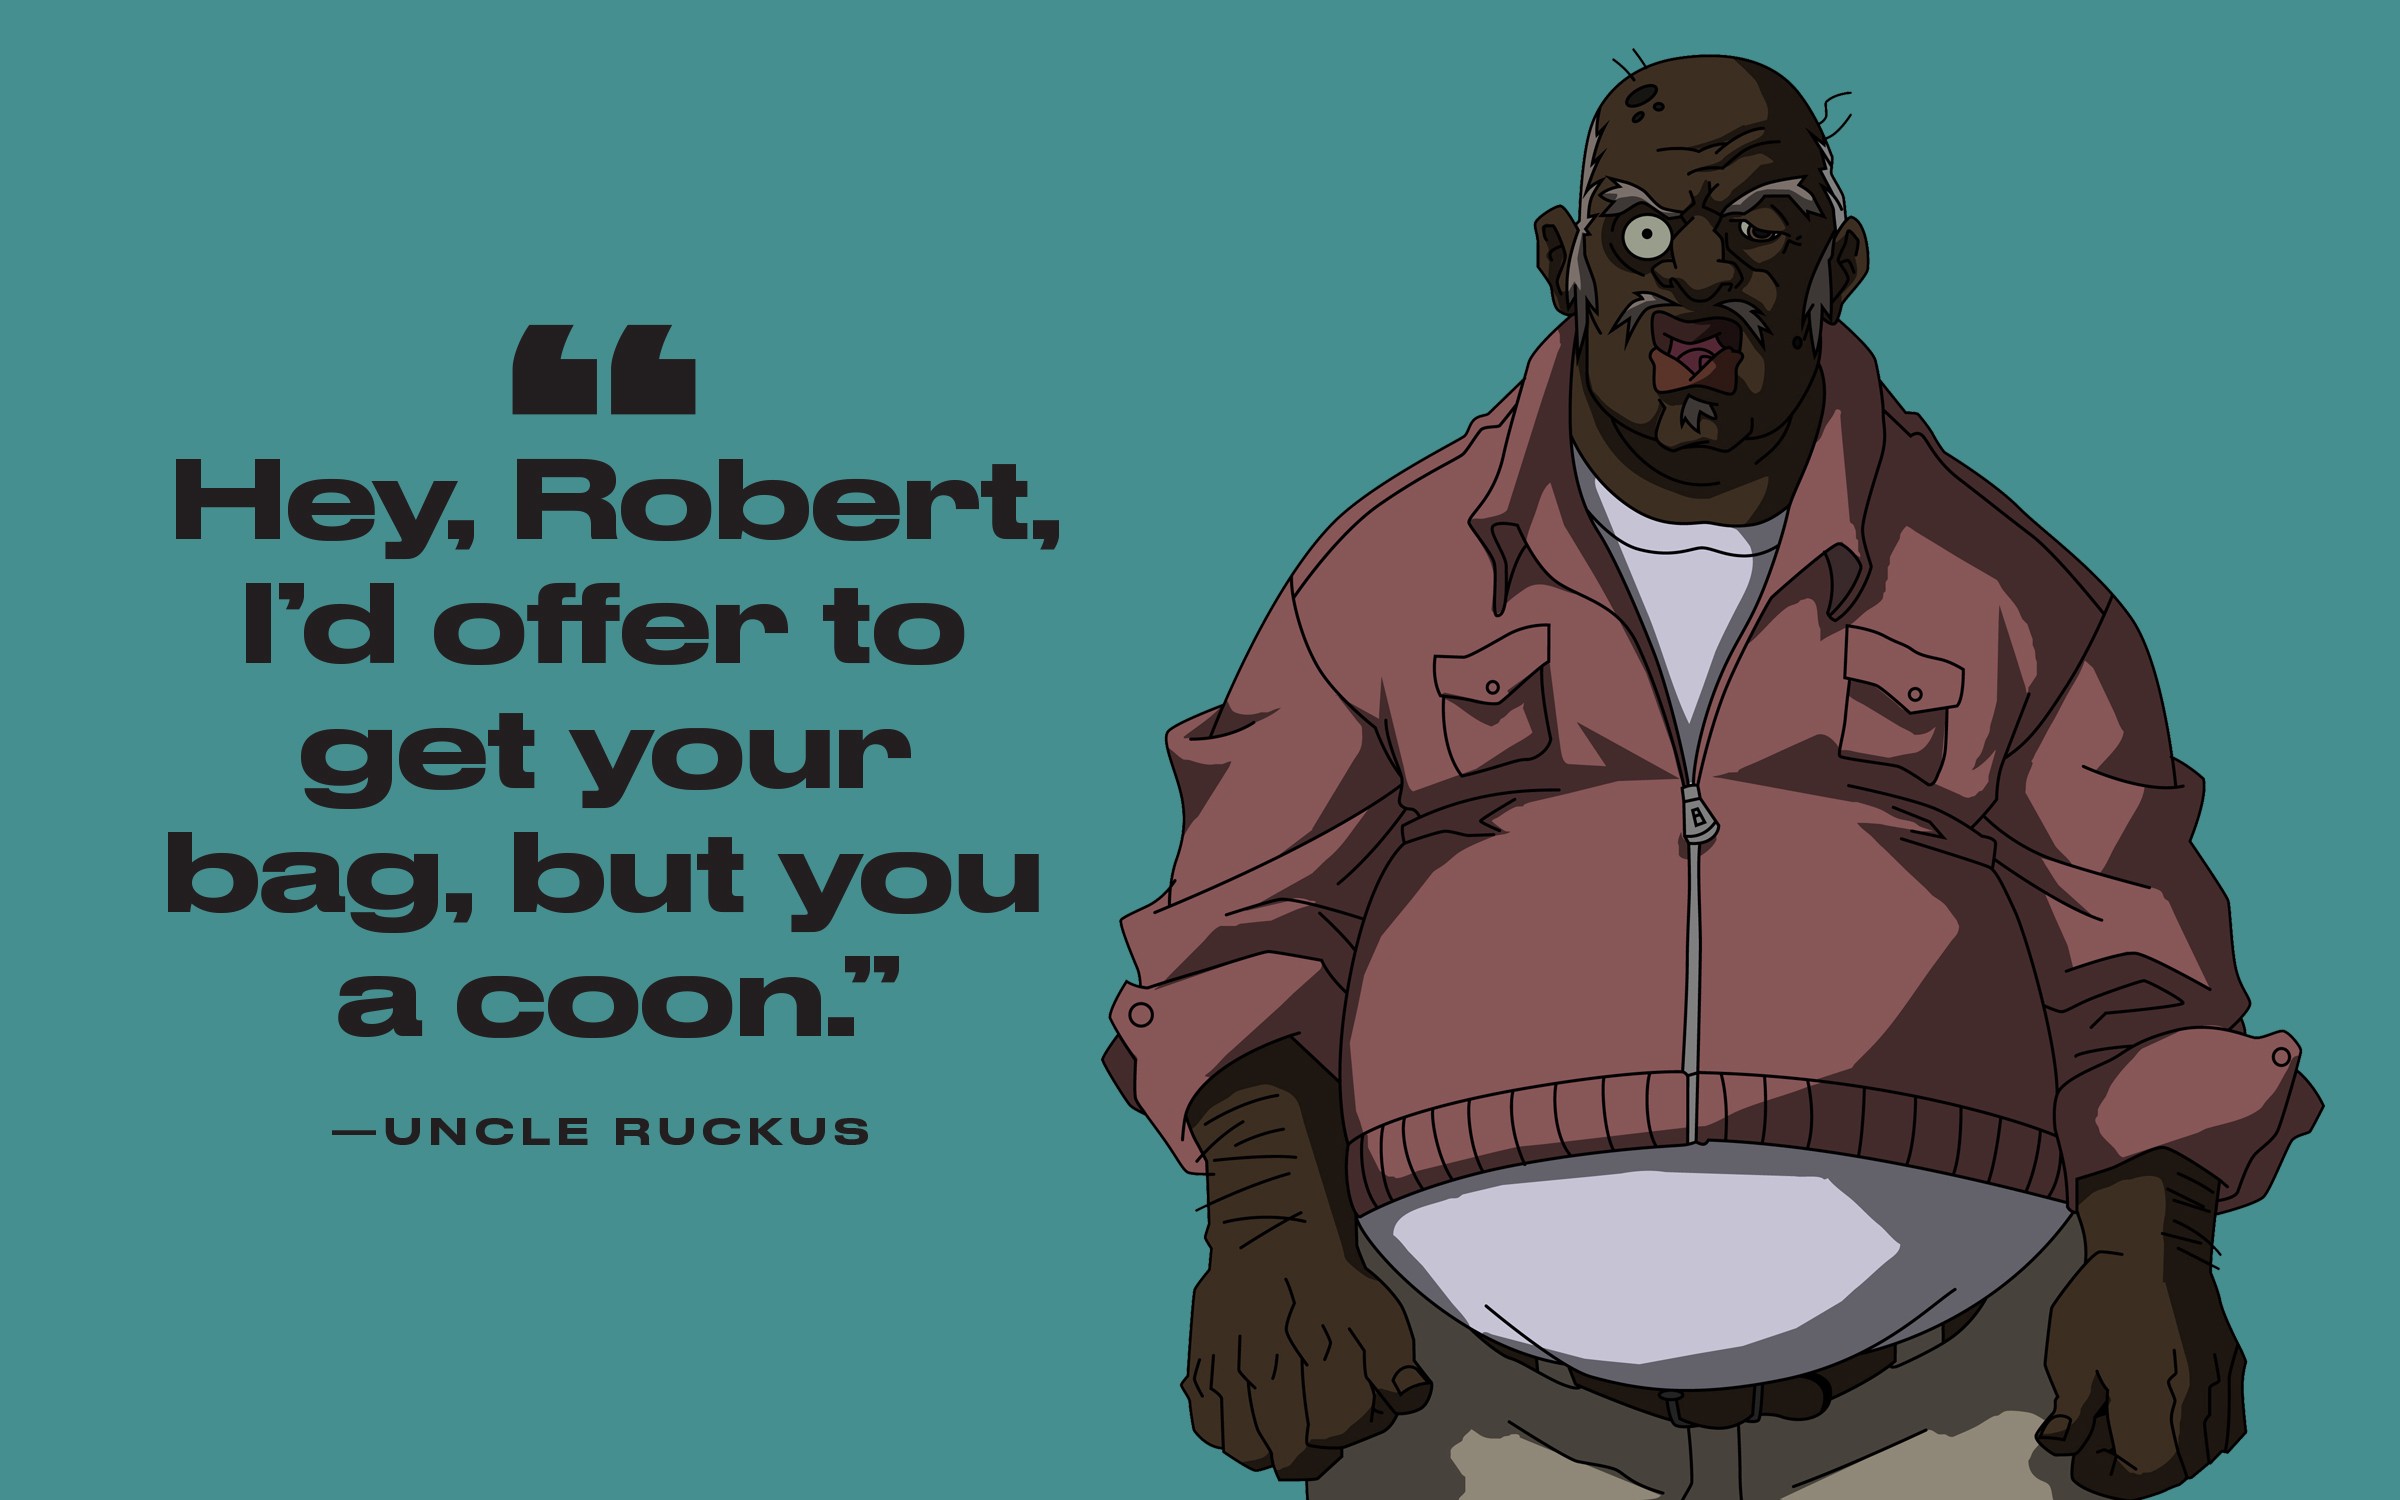 “
Hey, Robert,
I’d offer to
get your
bag, but you
a coon.”
—UNCLE RUCKUS